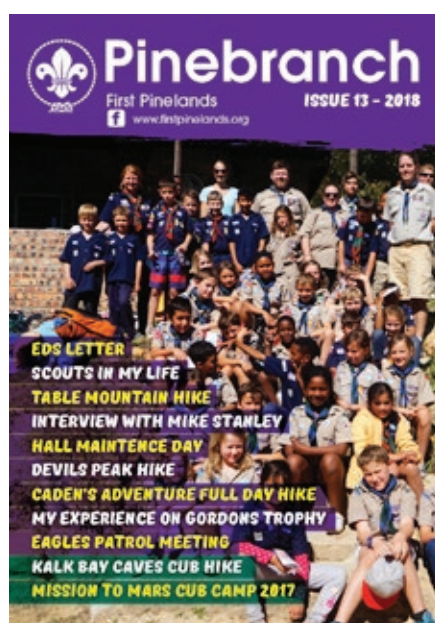 Pinebranch
First Pinelands
ISSUE 13 - 2018
f www.firstpinelands.org
EDS LETTER
SCOUTS IN MY LIFE
TABLE MOUNTAIN HIKE
INTERVIEW WITH MIKE STANLEY
HALL MAINTENCE DAY
DEVILS PEAK HIKE
CADEN'S ADVENTURE FULL DAY HIKE
MY EXPERIENCE ON GORDONS TROPHY
EAGLES PATROL MEETING
KALK BAY CAVES CUB HIKE
MISSION TO MARS CUB CAMP 2017